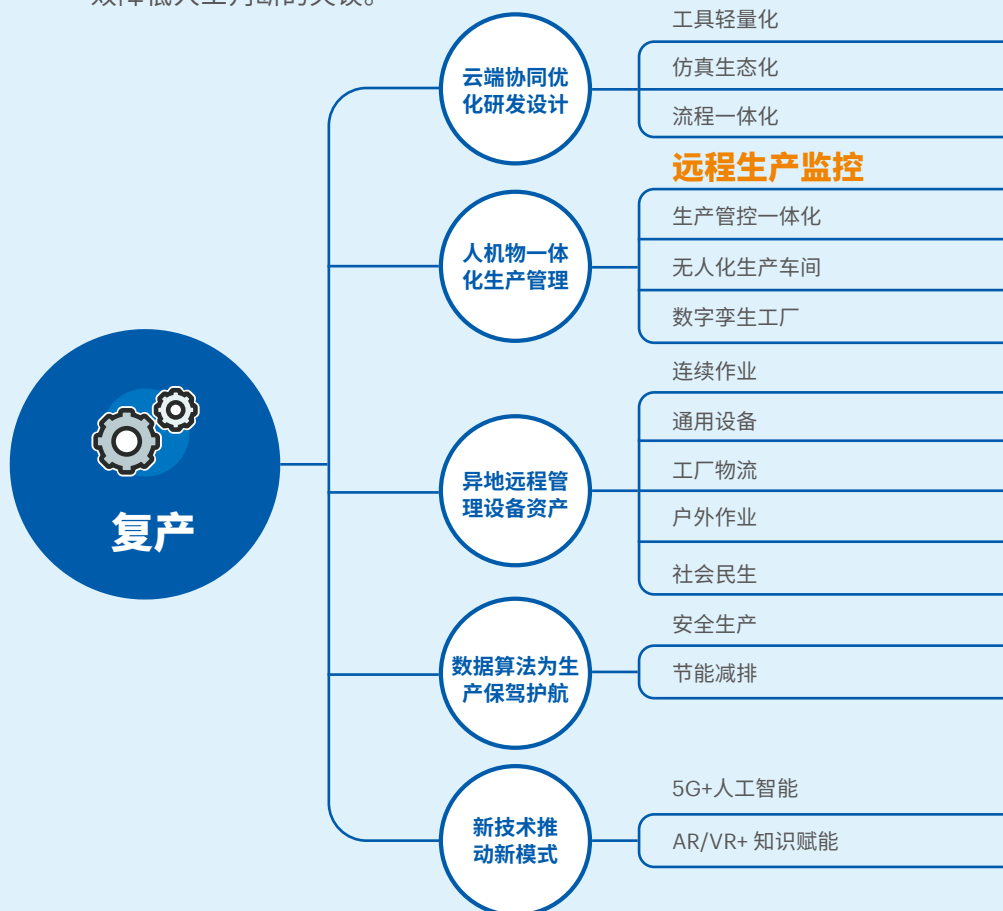 云端协同优
化研发设计
工具轻量化
仿真生态化
流程一体化
人机物一体
化生产管理
远程生产监控
生产管控一体化
无人化生产车间
数字孪生工厂
复产
异地远程管
理设备资产
连续作业
通用设备
工厂物流
户外作业
社会民生
数据算法为生
产保驾护航
安全生产
节能减排
新技术推
动新模式
5G+人工智能
AR/VR+ 知识赋能